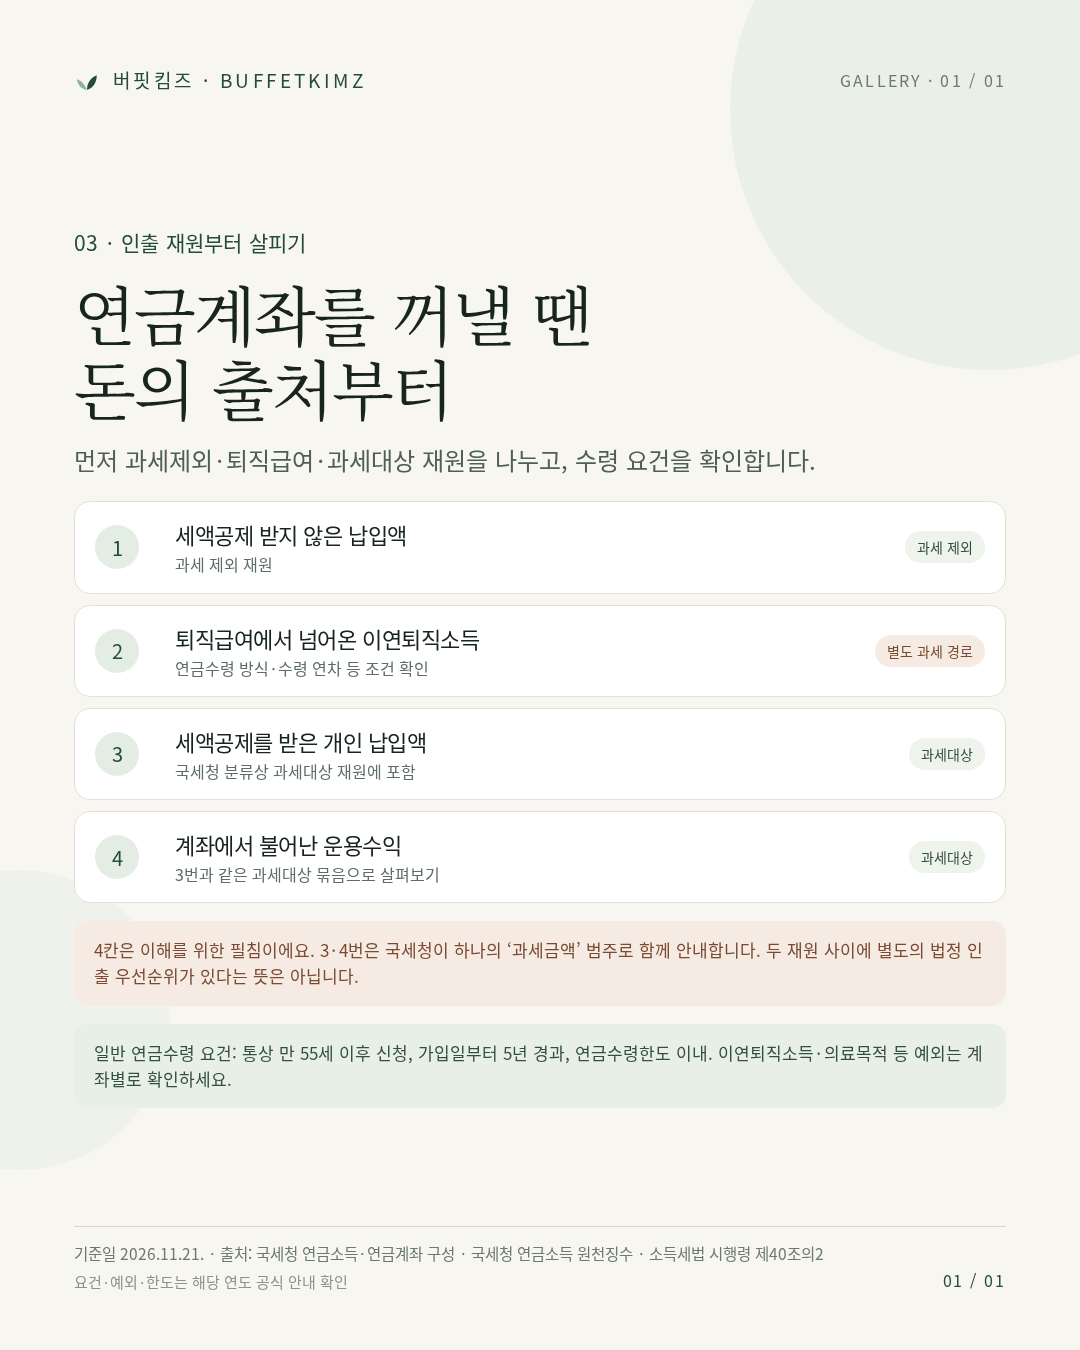 버핏킴즈 · BUFFETKIMZ
GALLERY · 01 / 01
03 · 인출 재원부터 살피기
연금계좌를 꺼낼 땐
돈의 출처부터
먼저 과세제외·퇴직급여·과세대상 재원을 나누고, 수령 요건을 확인합니다.
1
세액공제 받지 않은 납입액
과세 제외 재원
과세 제외
2
퇴직급여에서 넘어온 이연퇴직소득
연금수령 방식·수령 연차 등 조건 확인
별도 과세 경로
3
세액공제를 받은 개인 납입액
국세청 분류상 과세대상 재원에 포함
과세대상
4
계좌에서 불어난 운용수익
3번과 같은 과세대상 묶음으로 살펴보기
과세대상
4칸은 이해를 위한 필침이에요. 3·4번은 국세청이 하나의 ‘과세금액’ 범주로 함께 안내합니다. 두 재원 사이에 별도의 법정 인
출 우선순위가 있다는 뜻은 아닙니다.
일반 연금수령 요건: 통상 만 55세 이후 신청, 가입일부터 5년 경과, 연금수령한도 이내. 이연퇴직소득·의료목적 등 예외는 계
좌별로 확인하세요.
기준일 2026.11.21. · 출처: 국세청 연금소득·연금계좌 구성 · 국세청 연금소득 원천징수 · 소득세법 시행령 제40조의2
요건·예외·한도는 해당 연도 공식 안내 확인
01 / 01